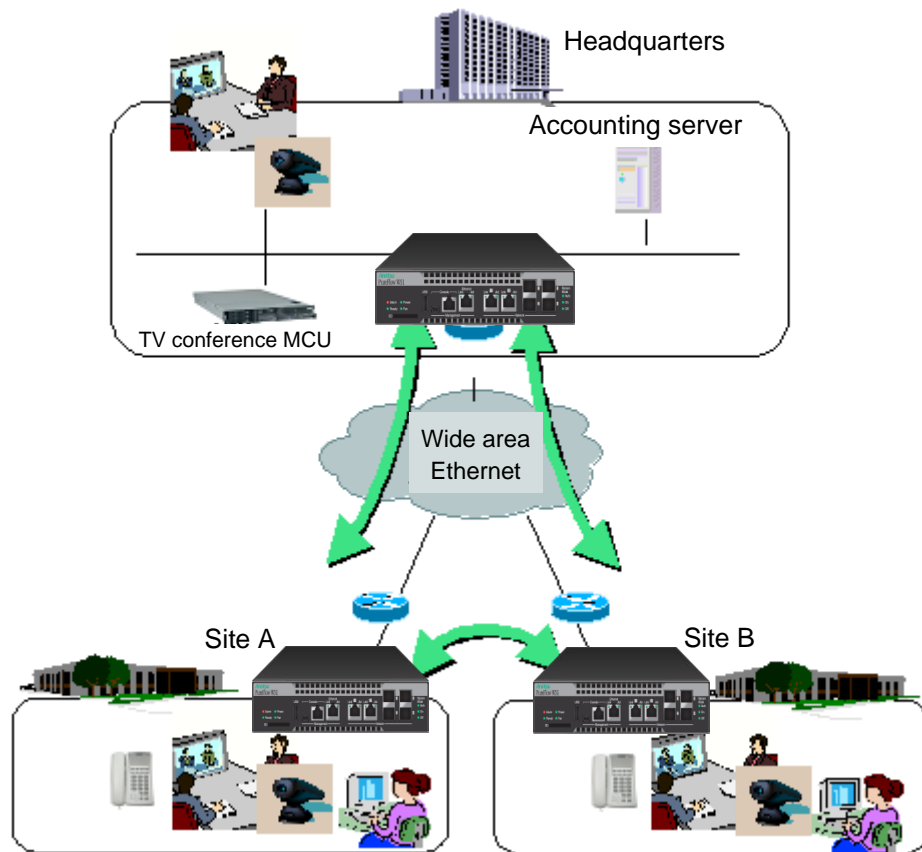 Headquarters
Accounting server
TV conference MCU
Wide area
Ethernet
Site A
Site B